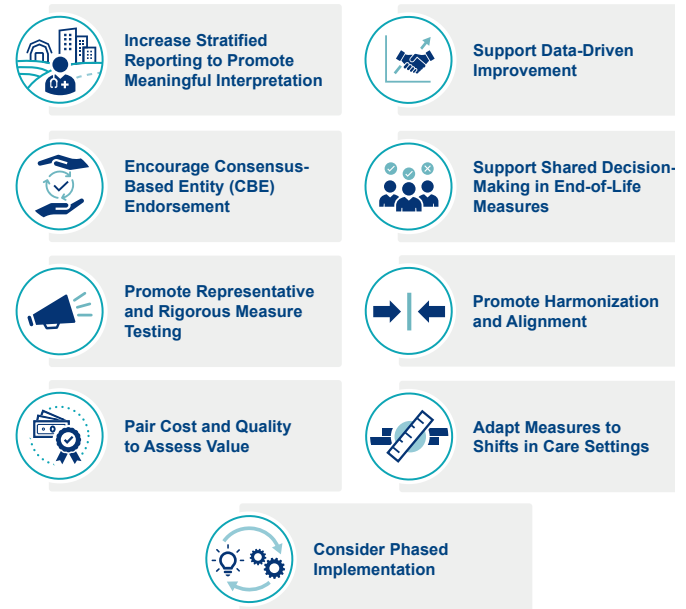 Increase Stratified
Reporting to Promote
Meaningful Interpretation
Support Data-Driven
Improvement
Encourage Consensus-
Based Entity (CBE)
Endorsement
Support Shared Decision-
Making in End-of-Life
Measures
Promote Representative
and Rigorous Measure
Testing
Promote Harmonization
and Alignment
Pair Cost and Quality
to Assess Value
Adapt Measures to
Shifts in Care Settings
Consider Phased
Implementation